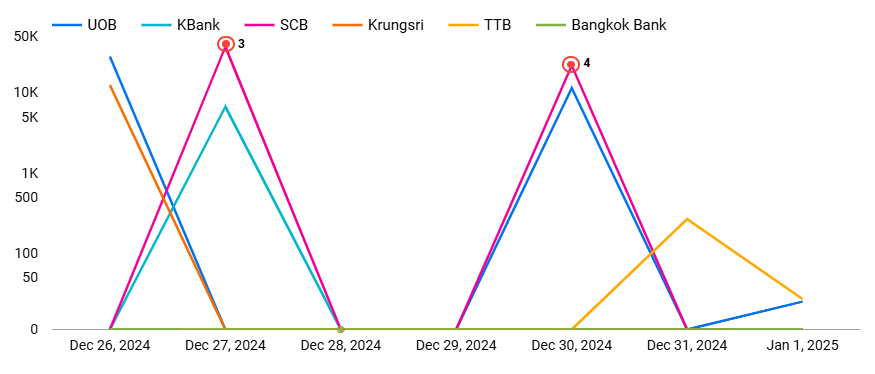 UOB KBank SCB Krungsri TTB Bangkok Bank
50K
3
4
10K
5K
1K
500
100
50
0
Dec 26, 2024 Dec 27, 2024 Dec 28, 2024 Dec 29, 2024 Dec 30, 2024 Dec 31, 2024 Jan 1, 2025